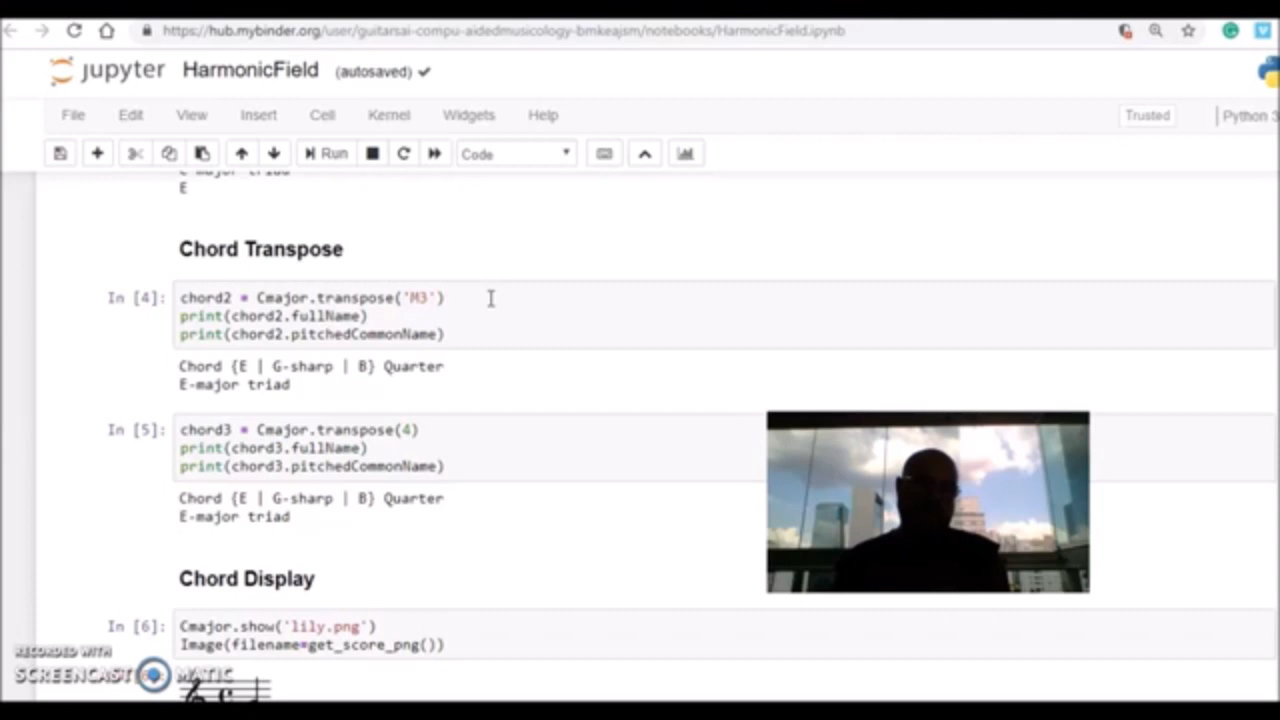 https://hub.mybinder.org/user/guitarsai-compu-aidedmusicology-bmkeajsm/notebooks/HarmonicField.ipynb
jupyter HarmonicField (autosaved)
File Edit View Insert Cell Kernel Widgets Help Trusted Python 3
Run Code
E
Chord Transpose
In [4]: chord2 = Cmajor.transpose('M3')
print(chord2.fullName)
print(chord2.pitchedCommonName)
Chord {E | G-sharp | B} Quarter
E-major triad
In [5]: chord3 = Cmajor.transpose(4)
print(chord3.fullName)
print(chord3.pitchedCommonName)
Chord {E | G-sharp | B} Quarter
E-major triad
Chord Display
In [6]: Cmajor.show('lily.png')
Image(filename=get_score_png())
RECORDED WITH
SCREENCAST MATIC